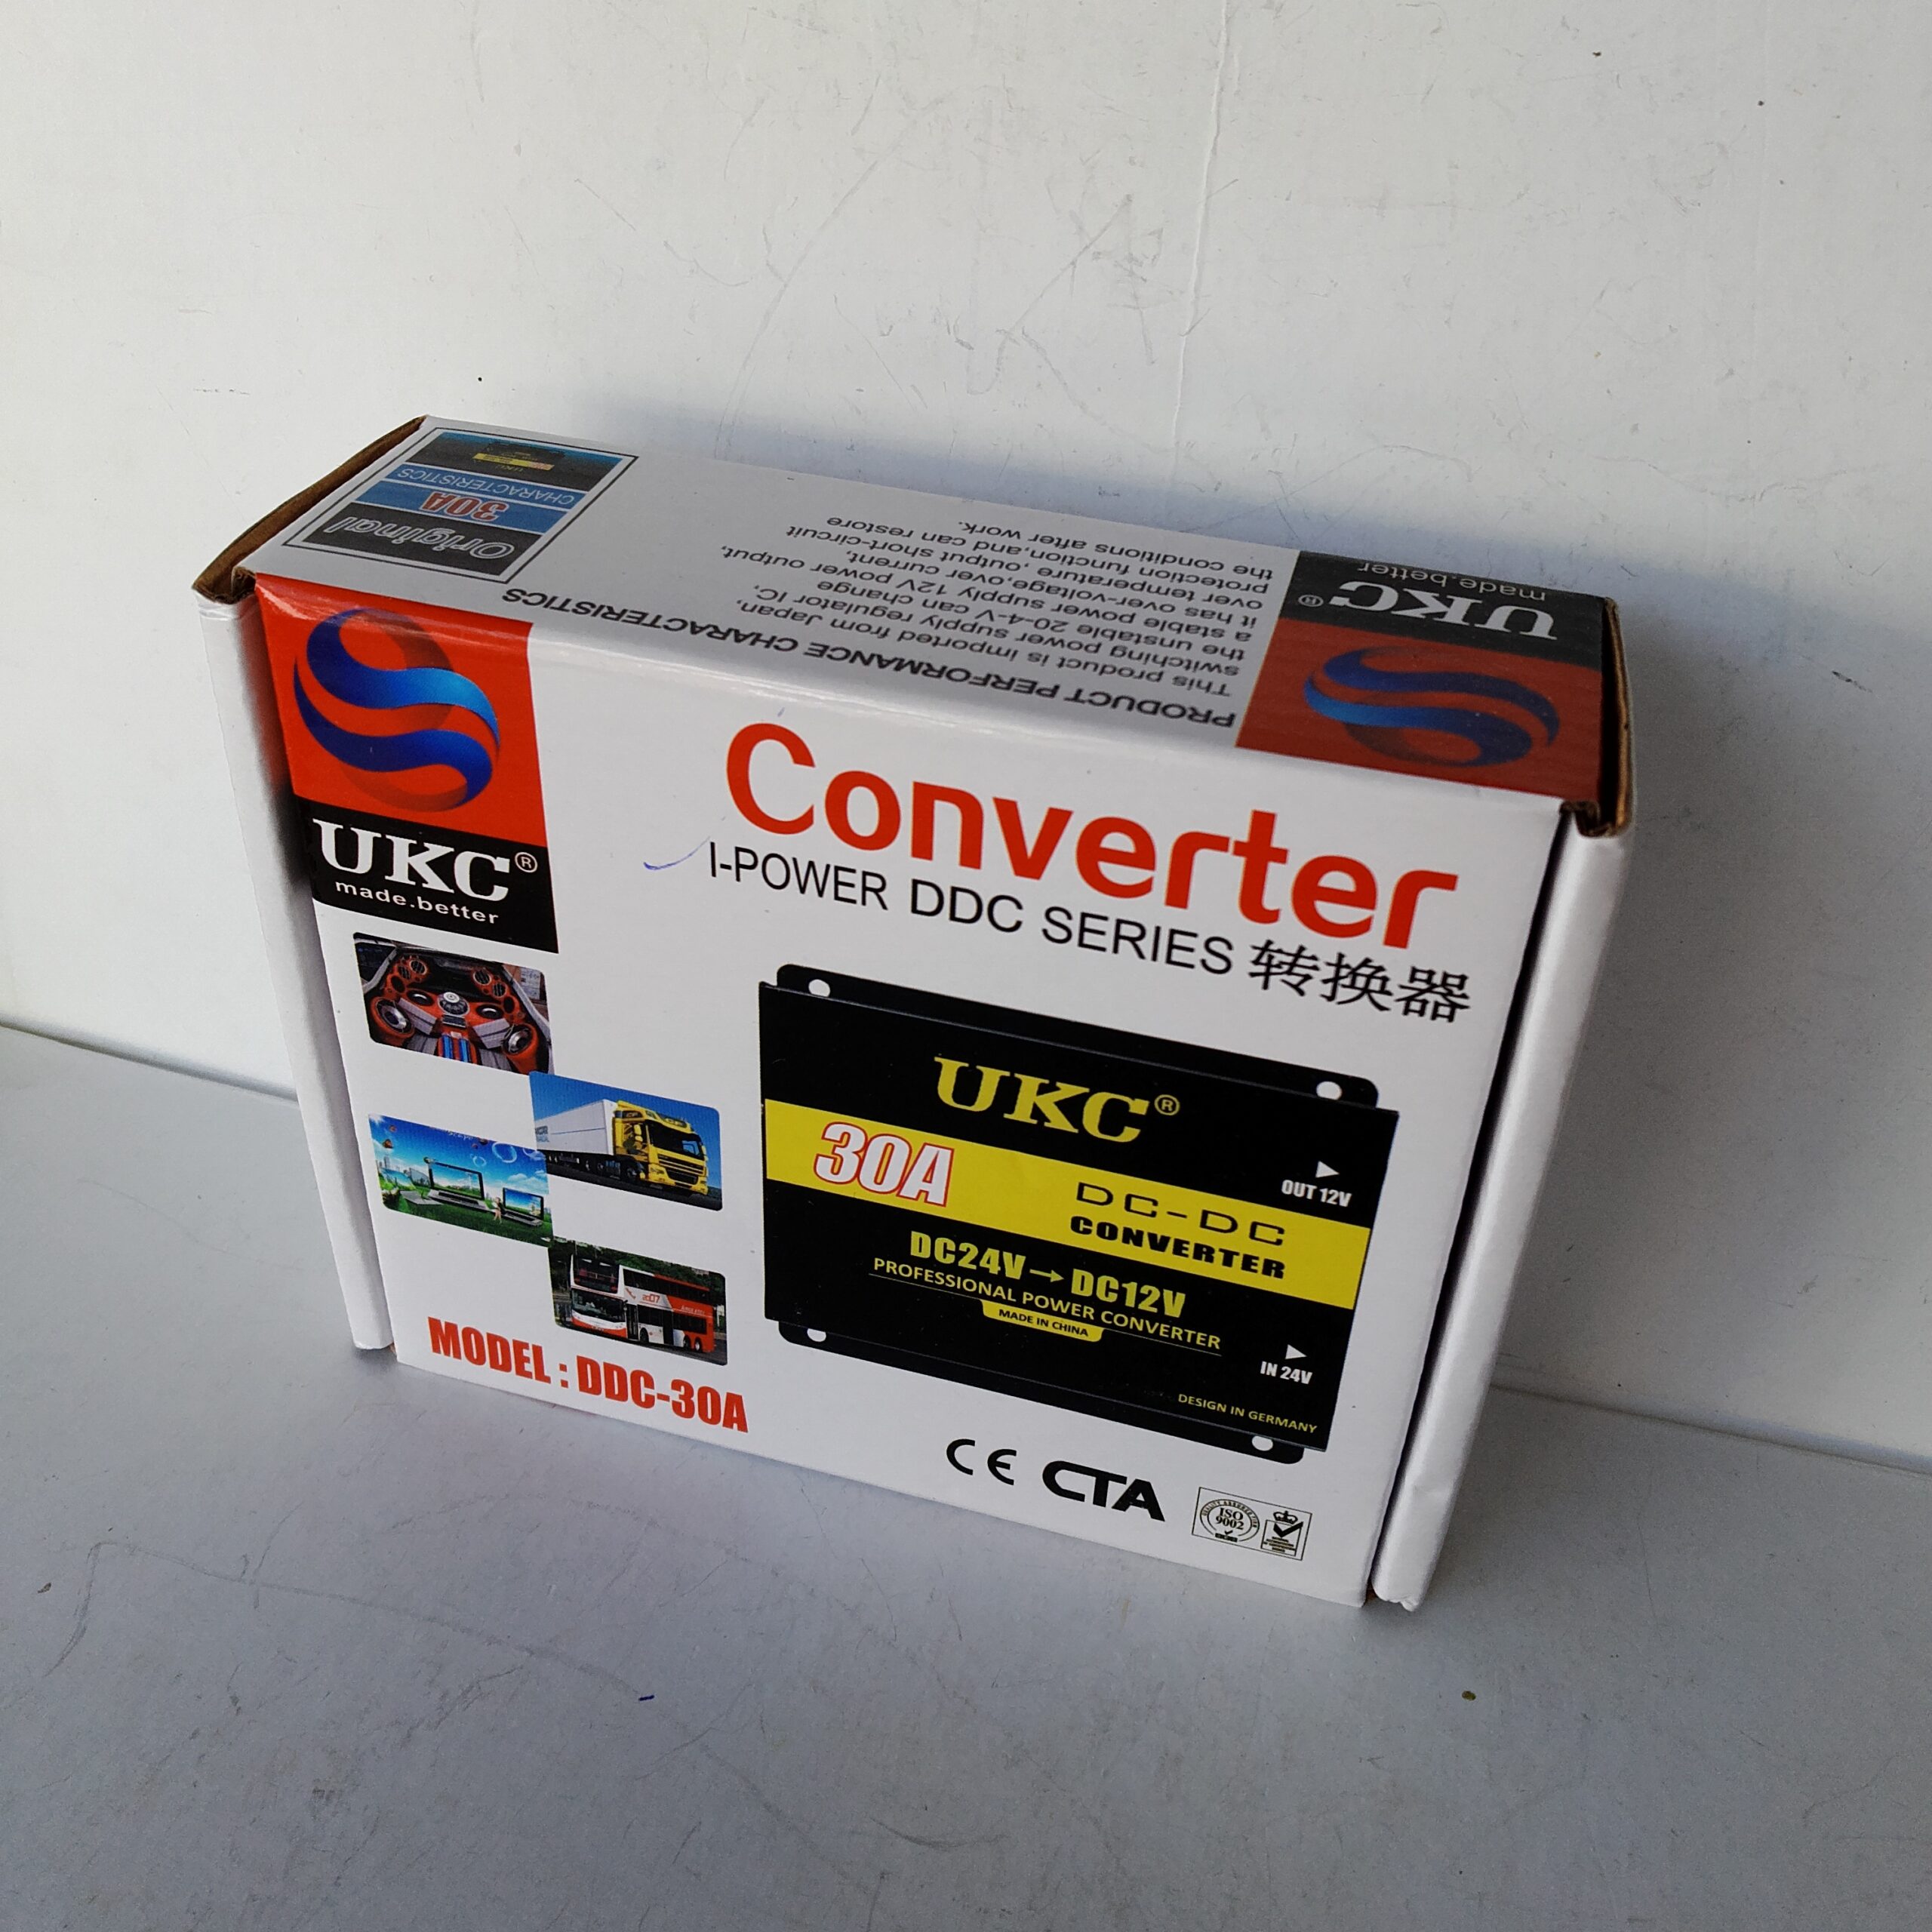 Original
30A
CHARACTERISTICS
UKC®
made.better
PRODUCT PERFORMANCE CHARACTERISTICS
This product is imported from Japan,
switching power supply regulator IC,
the unstable 20-4-V can change
a stable power supply 12V power output,
it has over-voltage,over current,
over temperature, output short-circuit
protection function,and can restore
the conditions after work.
UKC®
made.better
Converter
I-POWER DDC SERIES 转换器
UKC®
30A
DC-DC
CONVERTER
OUT 12V
DC24V→DC12V
PROFESSIONAL POWER CONVERTER
MADE IN CHINA
IN 24V
DESIGN IN GERMANY
MODEL : DDC-30A
CE CTA
ISO
9002